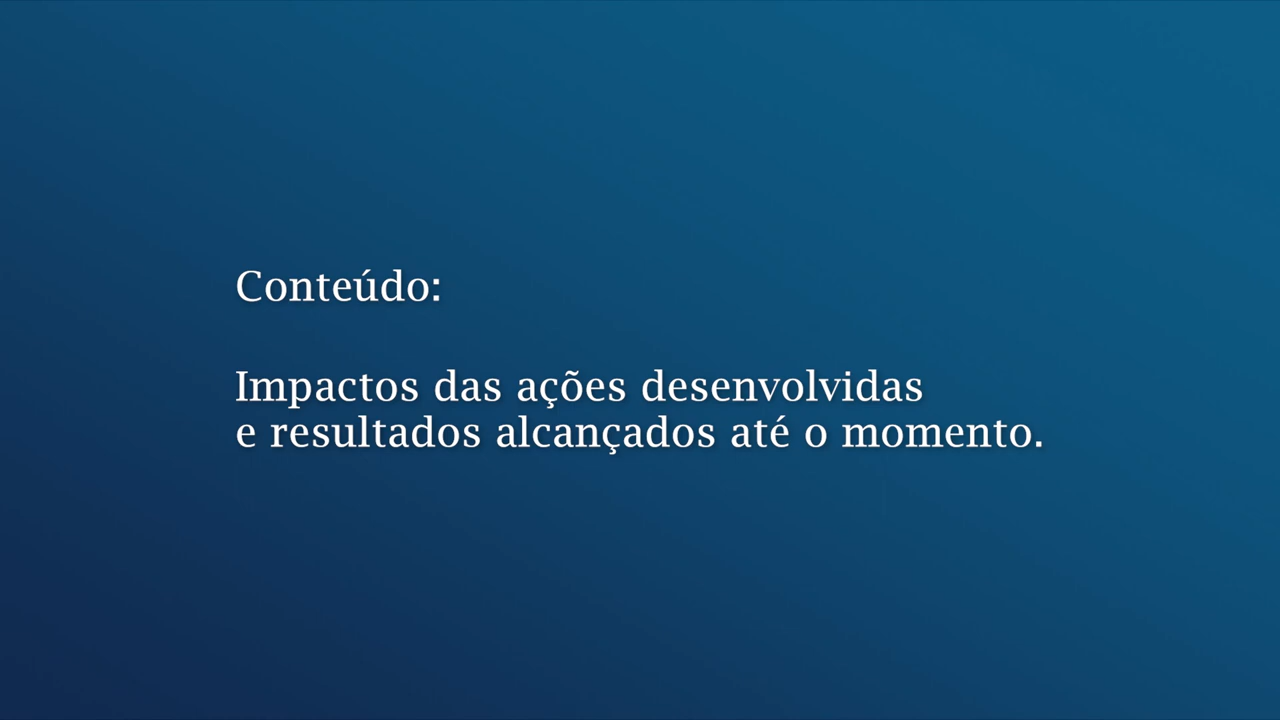 Conteúdo:
Impactos das ações desenvolvidas
e resultados alcançados até o momento.